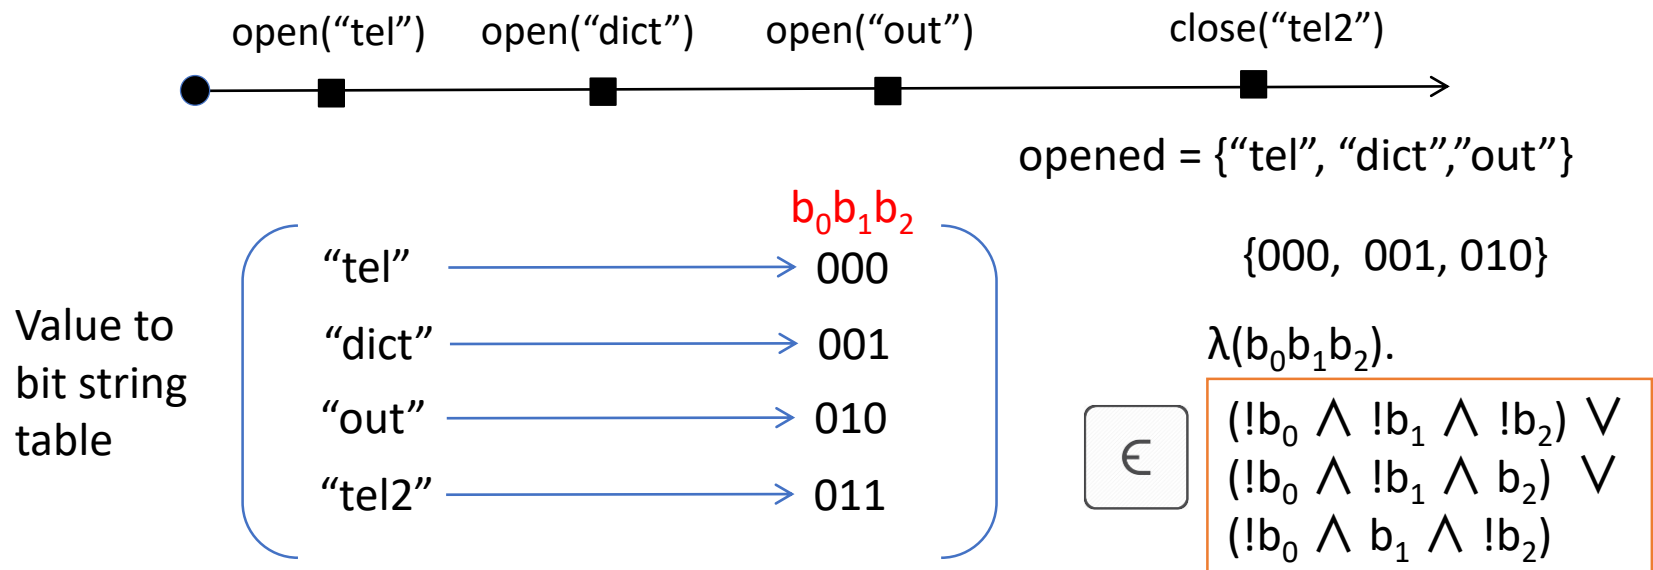 open(“tel”) open(“dict”) open(“out”) close(“tel2”)
opened = {“tel”, “dict”,”out”}
b₀b₁b₂
“tel” 000
{000, 001, 010}
Value to
bit string
table
“dict” 001
“out” 010
“tel2” 011
λ(b₀b₁b₂).
∈
(!b₀ ⋀ !b₁ ⋀ !b₂) ⋁
(!b₀ ⋀ !b₁ ⋀ b₂) ⋁
(!b₀ ⋀ b₁ ⋀ !b₂)